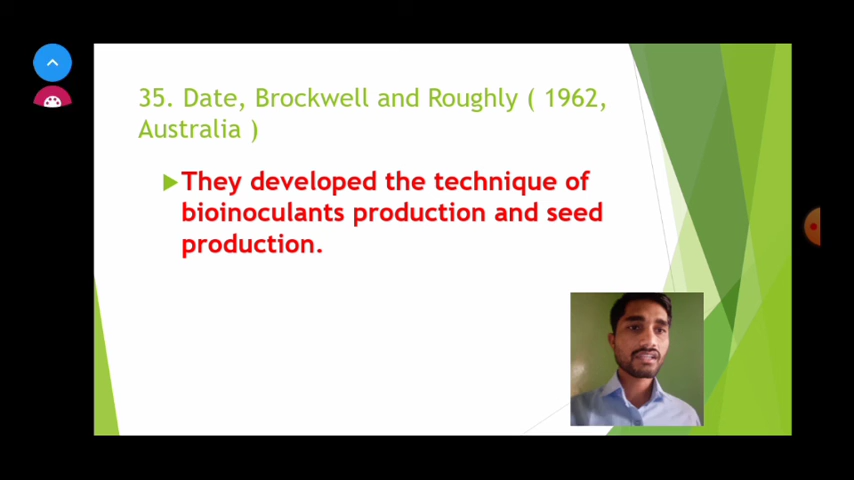 35. Date, Brockwell and Roughly ( 1962,
Australia )
They developed the technique of
bioinoculants production and seed
production.